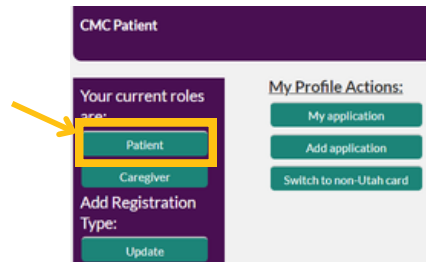 CMC Patient
Your current roles
are:
Patient
Caregiver
Add Registration
Type:
Update
My Profile Actions:
My application
Add application
Switch to non-Utah card